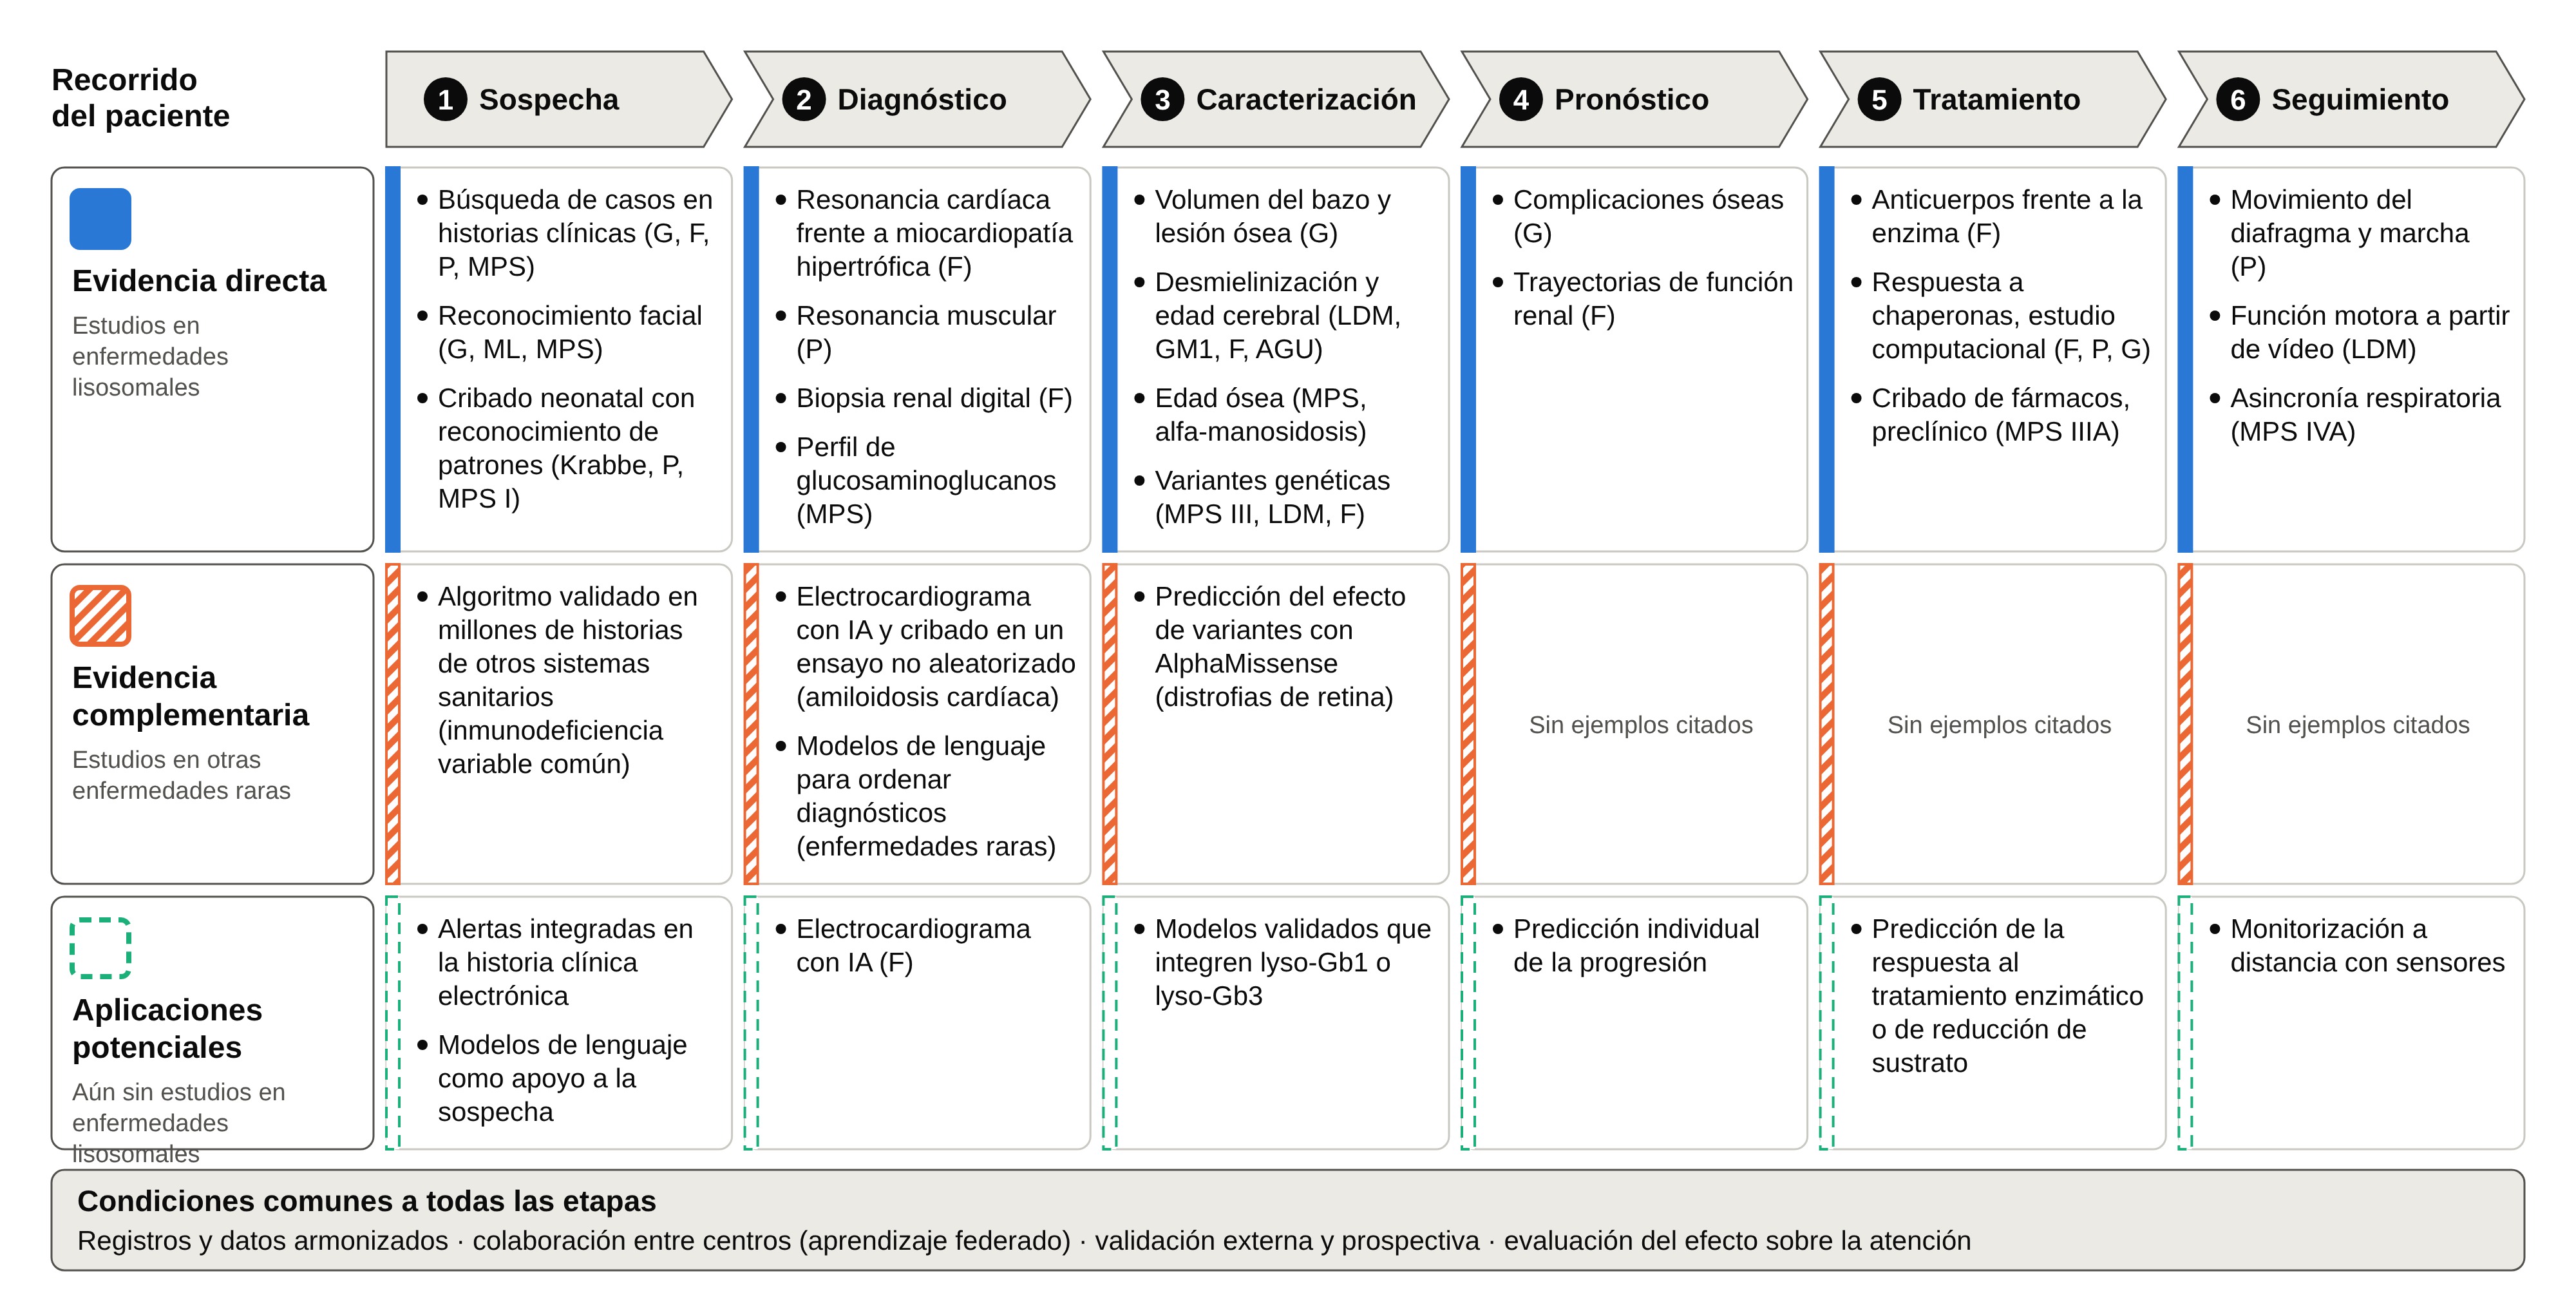 Recorrido
del paciente
1 Sospecha
2 Diagnóstico
3 Caracterización
4 Pronóstico
5 Tratamiento
6 Seguimiento
Evidencia directa
Estudios en
enfermedades
lisosomales
• Búsqueda de casos en
historias clínicas (G, F,
P, MPS)
• Reconocimiento facial
(G, ML, MPS)
• Cribado neonatal con
reconocimiento de
patrones (Krabbe, P,
MPS I)
• Resonancia cardíaca
frente a miocardiopatía
hipertrófica (F)
• Resonancia muscular
(P)
• Biopsia renal digital (F)
• Perfil de
glucosaminoglucanos
(MPS)
• Volumen del bazo y
lesión ósea (G)
• Desmielinización y
edad cerebral (LDM,
GM1, F, AGU)
• Edad ósea (MPS,
alfa-manosidosis)
• Variantes genéticas
(MPS III, LDM, F)
• Complicaciones óseas
(G)
• Trayectorias de función
renal (F)
• Anticuerpos frente a la
enzima (F)
• Respuesta a
chaperonas, estudio
computacional (F, P, G)
• Cribado de fármacos,
preclínico (MPS IIIA)
• Movimiento del
diafragma y marcha
(P)
• Función motora a partir
de vídeo (LDM)
• Asincronía respiratoria
(MPS IVA)
Evidencia
complementaria
Estudios en otras
enfermedades raras
• Algoritmo validado en
millones de historias
de otros sistemas
sanitarios
(inmunodeficiencia
variable común)
• Electrocardiograma
con IA y cribado en un
ensayo no aleatorizado
(amiloidosis cardíaca)
• Modelos de lenguaje
para ordenar
diagnósticos
(enfermedades raras)
• Predicción del efecto
de variantes con
AlphaMissense
(distrofias de retina)
Sin ejemplos citados
Sin ejemplos citados
Sin ejemplos citados
Aplicaciones
potenciales
Aún sin estudios en
enfermedades
lisosomales
• Alertas integradas en
la historia clínica
electrónica
• Modelos de lenguaje
como apoyo a la
sospecha
• Electrocardiograma
con IA (F)
• Modelos validados que
integren lyso-Gb1 o
lyso-Gb3
• Predicción individual
de la progresión
• Predicción de la
respuesta al
tratamiento enzimático
o de reducción de
sustrato
• Monitorización a
distancia con sensores
Condiciones comunes a todas las etapas
Registros y datos armonizados · colaboración entre centros (aprendizaje federado) · validación externa y prospectiva · evaluación del efecto sobre la atención